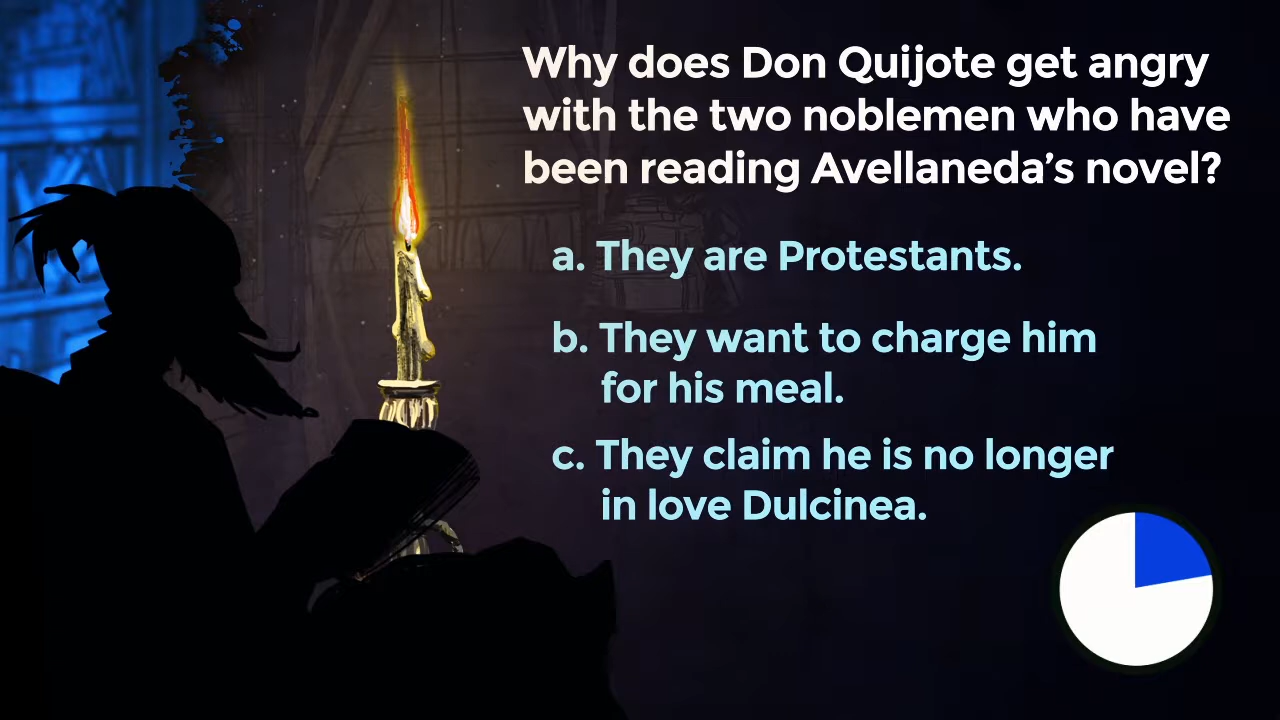 Why does Don Quijote get angry
with the two noblemen who have
been reading Avellaneda’s novel?
a. They are Protestants.
b. They want to charge him
for his meal.
c. They claim he is no longer
in love Dulcinea.